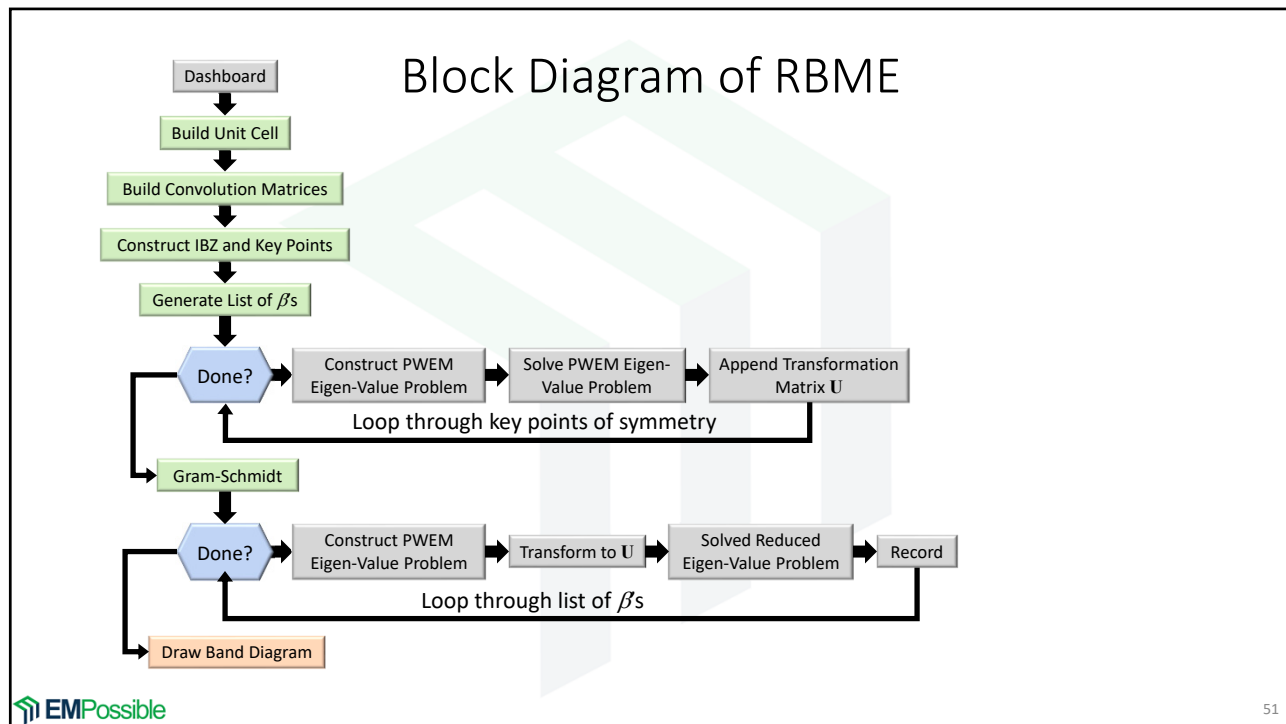 Block Diagram of RBME
Dashboard
Build Unit Cell
Build Convolution Matrices
Construct IBZ and Key Points
Generate List of β's
Done?
Construct PWEM
Eigen-Value Problem
Solve PWEM Eigen-
Value Problem
Append Transformation
Matrix U
Loop through key points of symmetry
Gram-Schmidt
Done?
Construct PWEM
Eigen-Value Problem
Transform to U
Solved Reduced
Eigen-Value Problem
Record
Loop through list of β's
Draw Band Diagram
EMPossible
51